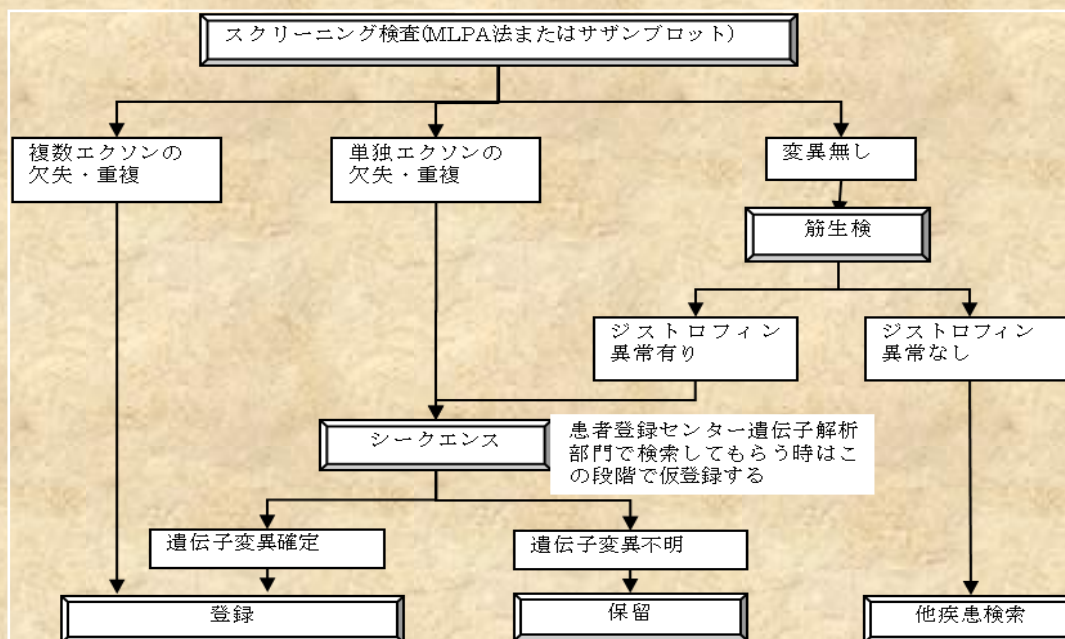 スクリーニング検査(MLPA法またはサザンブロット)
複数エクソンの
欠失・重複
単独エクソンの
欠失・重複
変異無し
筋生検
ジストロフィン
異常有り
ジストロフィン
異常なし
シークエンス
患者登録センター遺伝子解析
部門で検索してもらう時はこ
の段階で仮登録する
遺伝子変異確定
遺伝子変異不明
登録
保留
他疾患検索